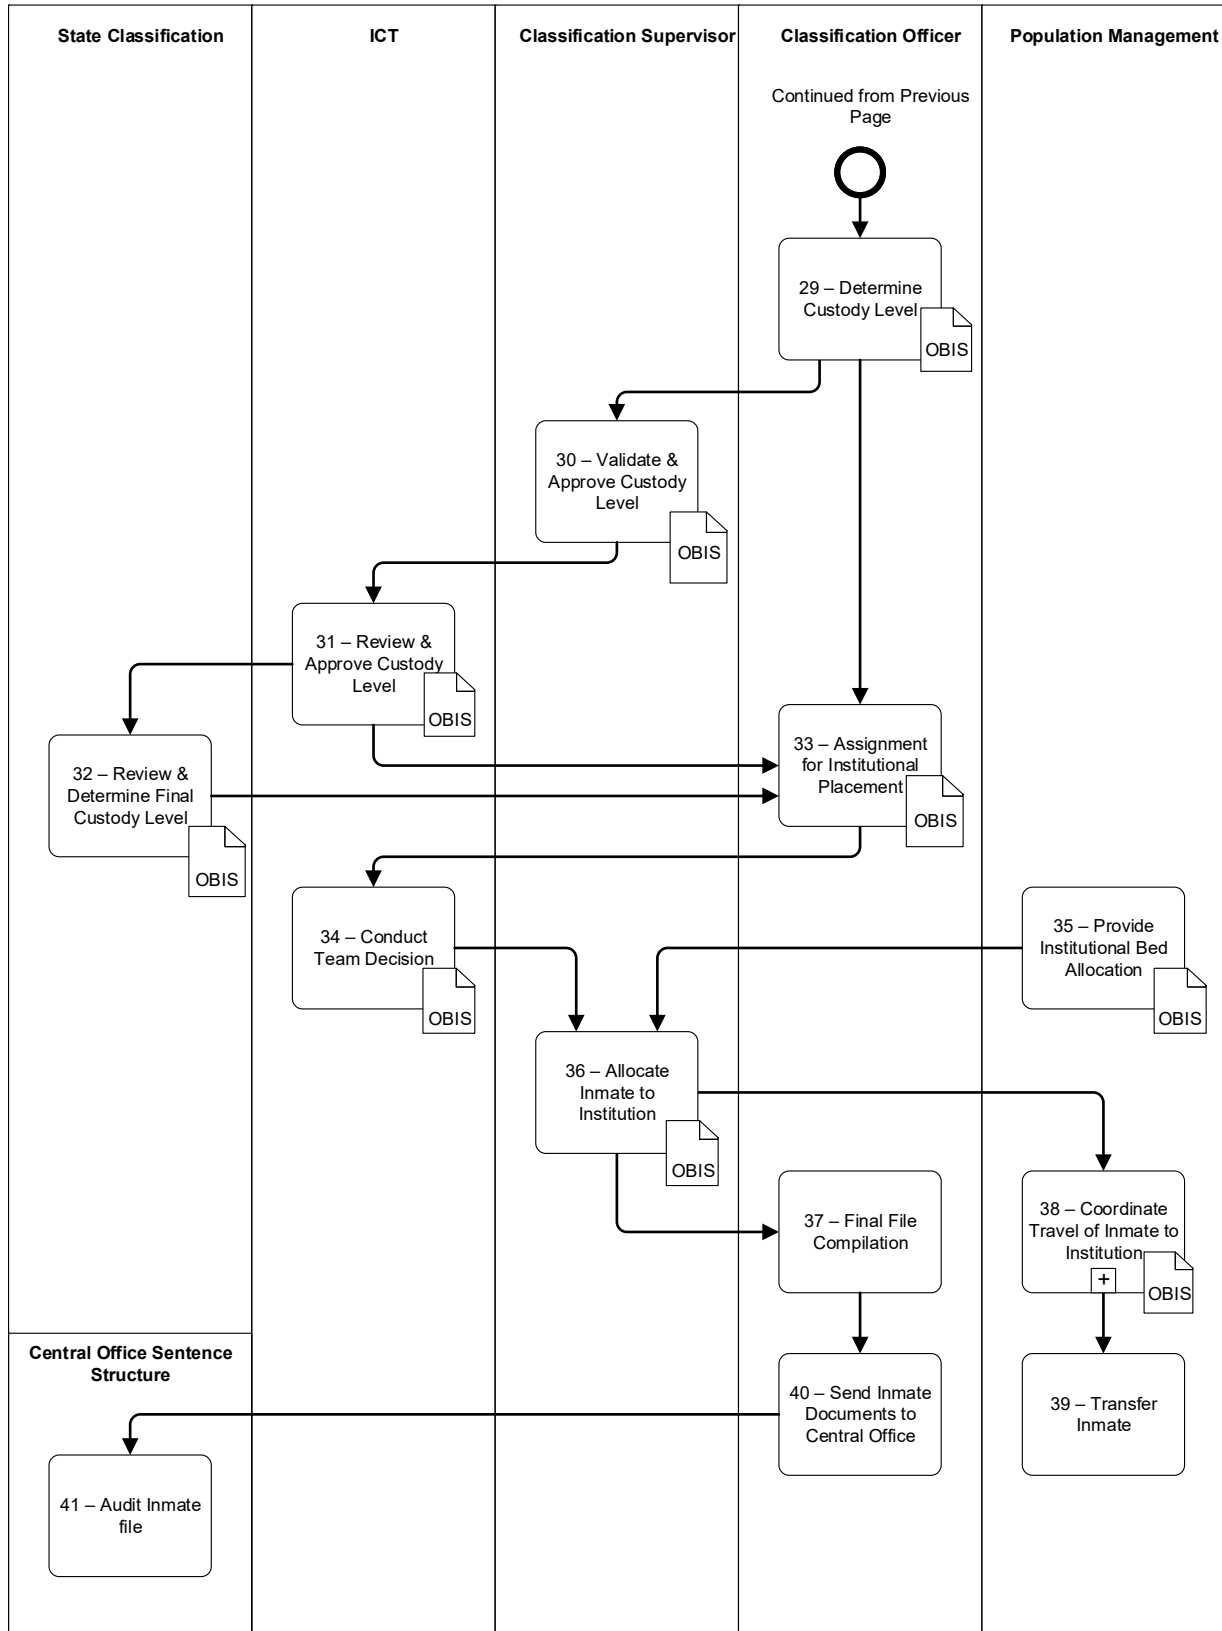 State Classification
ICT
Classification Supervisor
Classification Officer
Population Management
Continued from Previous
Page
29 – Determine
Custody Level
OBIS
30 – Validate &
Approve Custody
Level
OBIS
31 – Review &
Approve Custody
Level
OBIS
32 – Review &
Determine Final
Custody Level
OBIS
33 – Assignment
for Institutional
Placement
OBIS
34 – Conduct
Team Decision
OBIS
35 – Provide
Institutional Bed
Allocation
OBIS
36 – Allocate
Inmate to
Institution
OBIS
37 – Final File
Compilation
38 – Coordinate
Travel of Inmate to
Institution
+
OBIS
Central Office Sentence
Structure
40 – Send Inmate
Documents to
Central Office
39 – Transfer
Inmate
41 – Audit Inmate
file